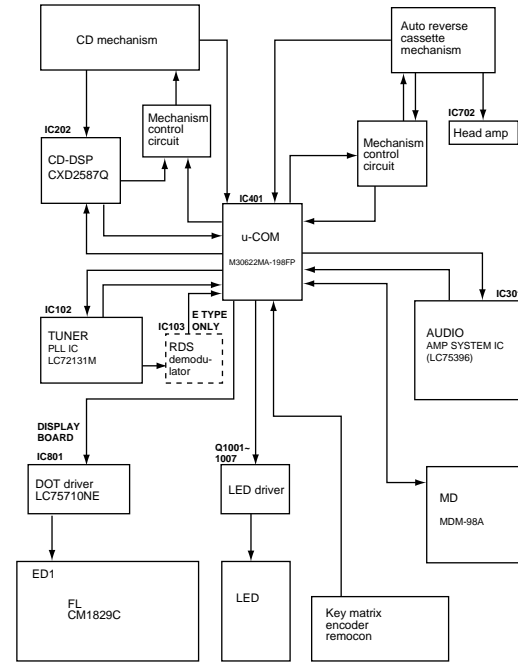 CD mechanism
Auto reverse
cassette
mechanism
IC202
CD-DSP
CXD2587Q
Mechanism
control
circuit
IC702
Head amp
Mechanism
control
circuit
IC401
u-COM
M30622MA-198FP
IC102
TUNER
PLL IC
LC72131M
E TYPE
ONLY
IC103
RDS
demodu-
lator
IC301
AUDIO
AMP SYSTEM IC
(LC75396)
DISPLAY
BOARD
IC801
DOT driver
LC75710NE
Q1001~
1007
LED driver
MD
MDM-98A
ED1
FL
CM1829C
LED
Key matrix
encoder
remocon